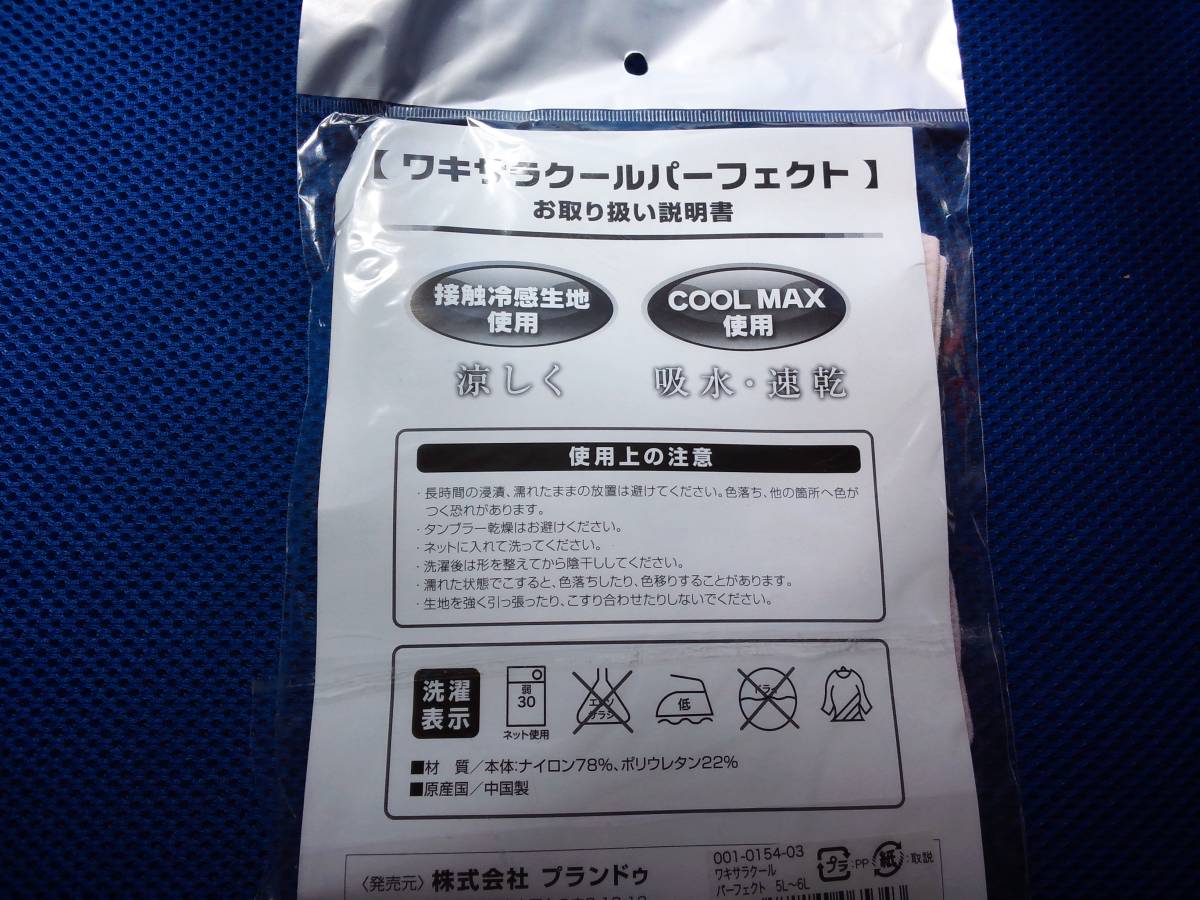 【ワキサラクールパーフェクト】
お取り扱い説明書
接触冷感生地
使用
COOL MAX
使用
涼しく
吸水・速乾
使用上の注意
・長時間の浸漬、濡れたままの放置は避けてください。色落ち、他の箇所へ色が
つく恐れがあります。
・タンブラー乾燥はお避けください。
・ネットに入れて洗ってください。
・洗濯後は形を整えてから陰干ししてください。
・濡れた状態でこすると、色落ちしたり、色移りすることがあります。
・生地を強く引っ張ったり、こすり合わせたりしないでください。
洗濯
表示
弱
30
ネット使用
エンソ
サラシ
低
ドライ
■材 質/本体:ナイロン78%、ポリウレタン22%
■原産国/中国製
〈発売元〉株式会社 プランドゥ
001-0154-03
ワキサラクール
パーフェクト 5L~6L
プラ:PP 紙:取説